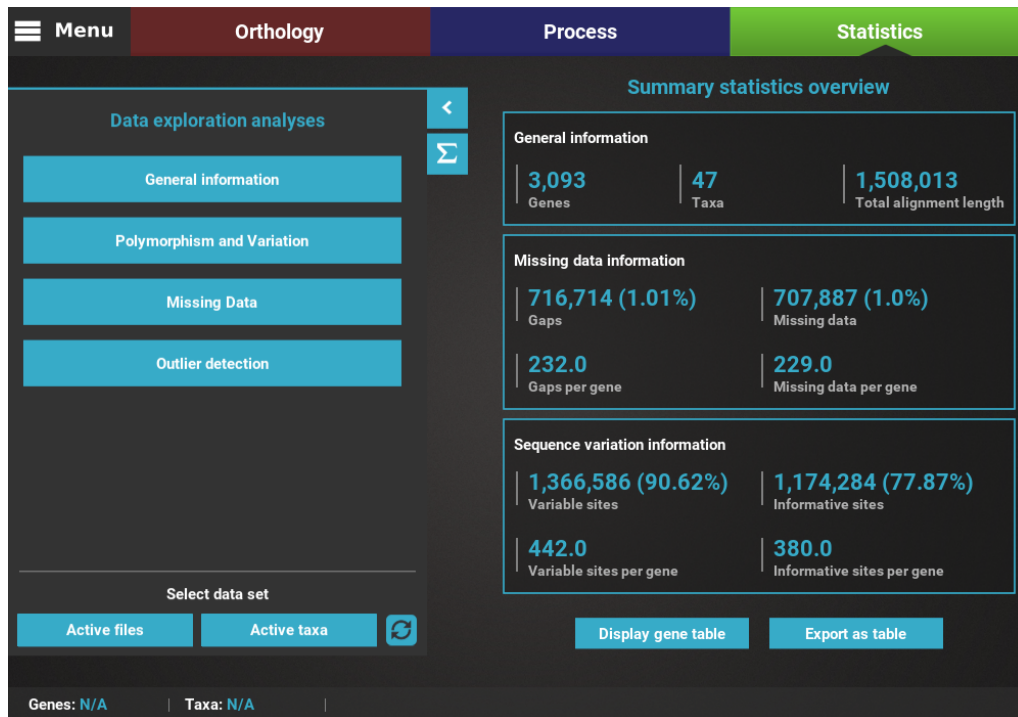 Menu
Orthology
Process
Statistics
Data exploration analyses
General information
Polymorphism and Variation
Missing Data
Outlier detection
Select data set
Active files
Active taxa
<
Σ
Summary statistics overview
General information
3,093
Genes
47
Taxa
1,508,013
Total alignment length
Missing data information
716,714 (1.01%)
Gaps
707,887 (1.0%)
Missing data
232.0
Gaps per gene
229.0
Missing data per gene
Sequence variation information
1,366,586 (90.62%)
Variable sites
1,174,284 (77.87%)
Informative sites
442.0
Variable sites per gene
380.0
Informative sites per gene
Display gene table
Export as table
Genes: N/A
Taxa: N/A